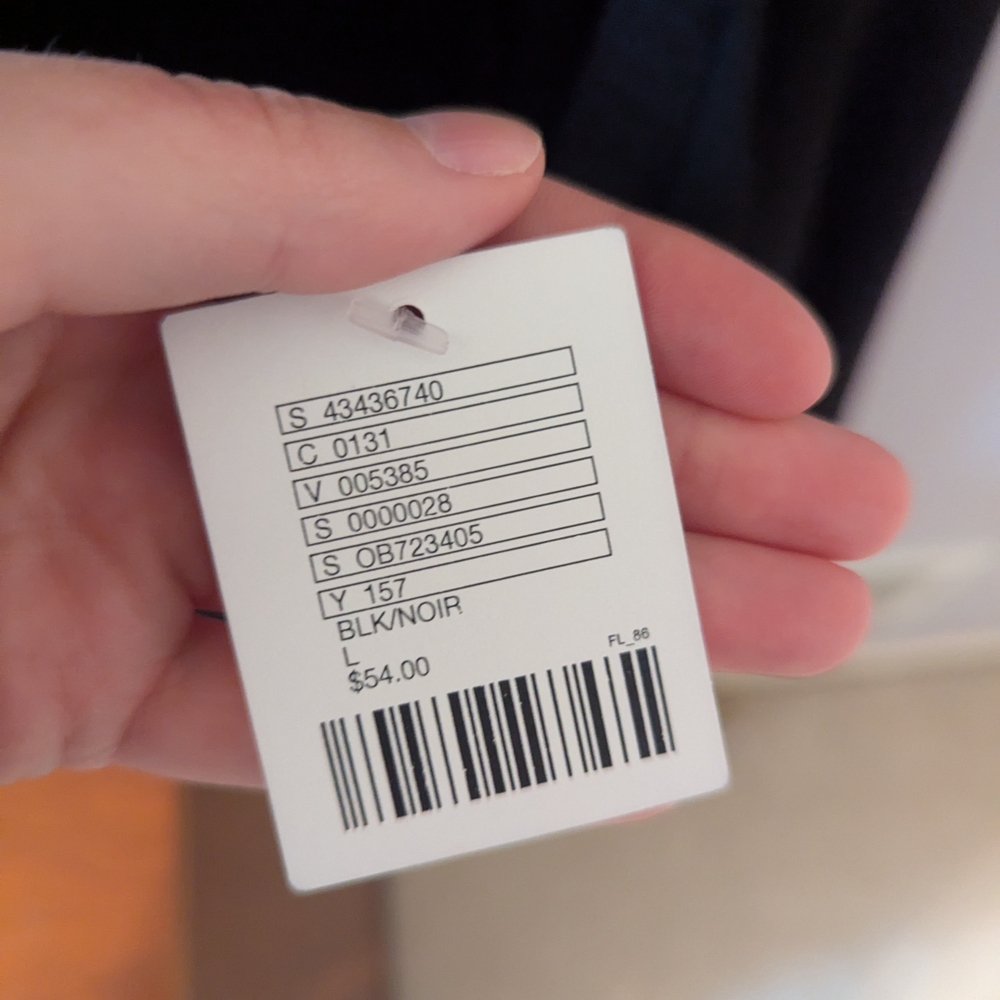 S 43436740
C 0131
V 005385
S 0000028
S OB723405
Y 157
BLK/NOIR
L
$54.00
FL_86